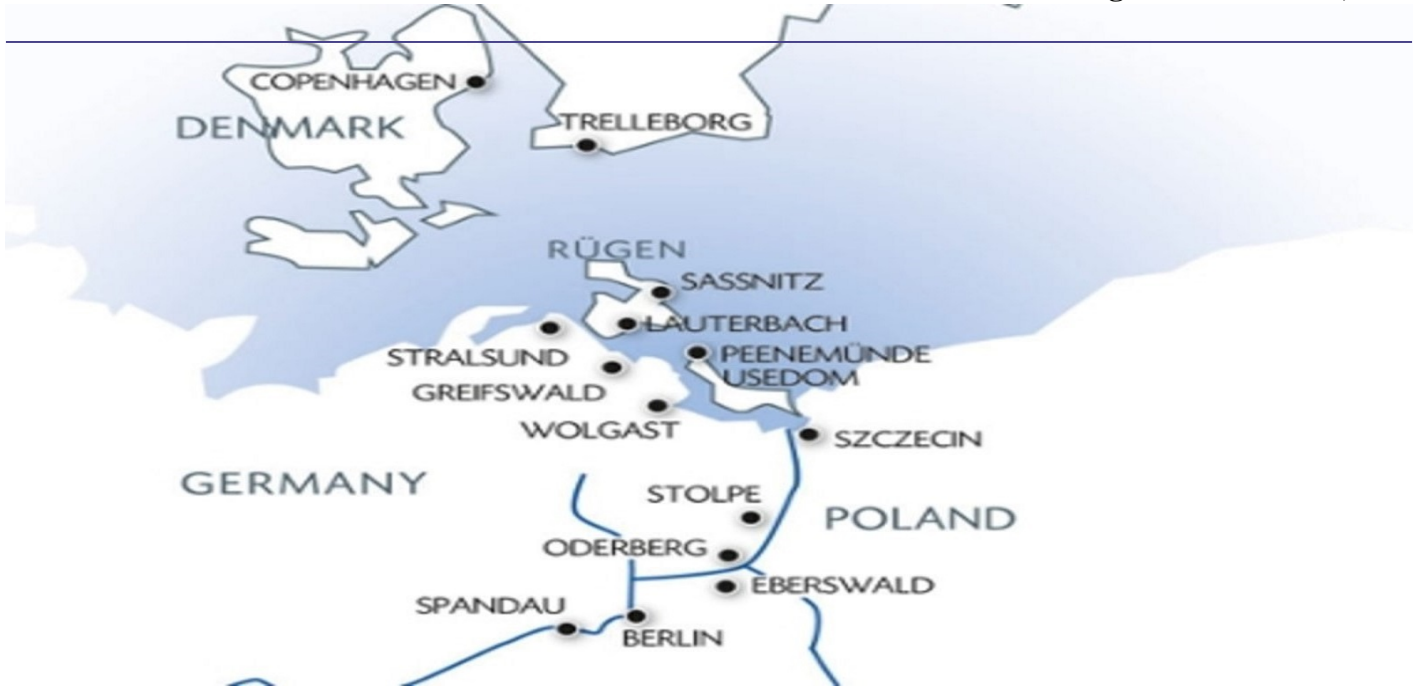 COPENHAGEN
DENMARK
TRELLEBORG
RÜGEN
SASSNITZ
LAUTERBACH
STRALSUND
PEENEMÜNDE
USEDOM
GREIFSWALD
WOLGAST
SZCZECIN
GERMANY
STOLPE
POLAND
ODERBERG
EBERSWALD
SPANDAU
BERLIN